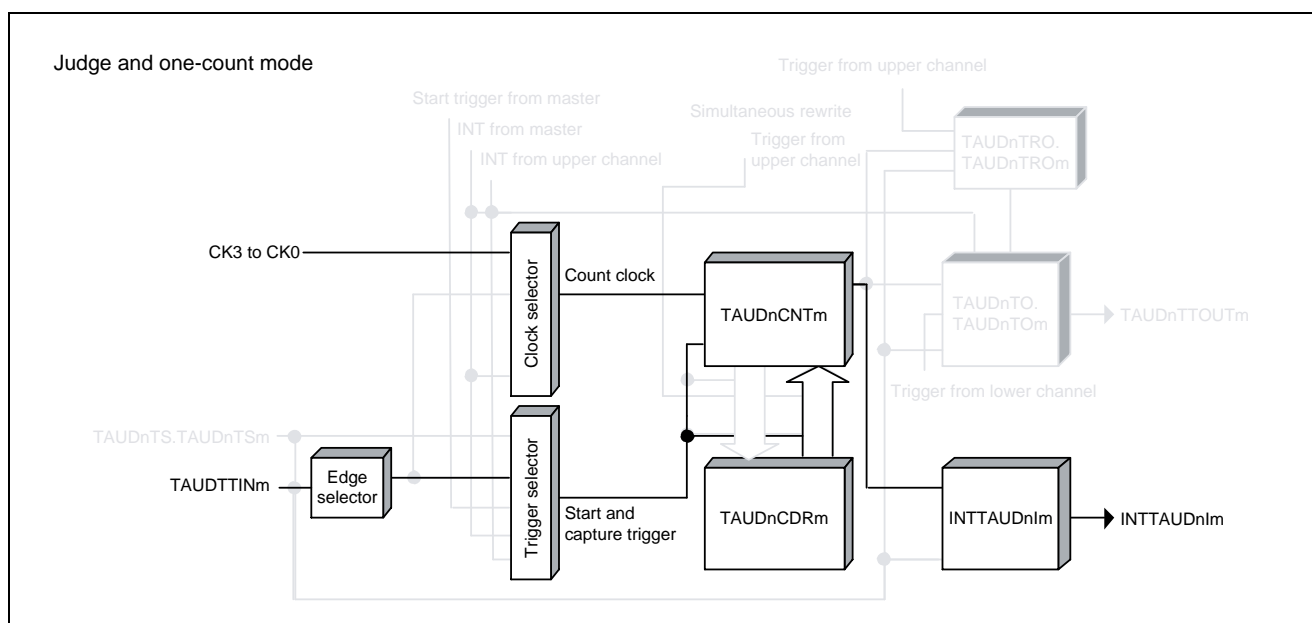 Judge and one-count mode
Trigger from upper channel
Start trigger from master
Simultaneous rewrite
INT from master
Trigger from
upper channel
INT from upper channel
TAUDnTRO.
TAUDnTROm
CK3 to CK0
Clock selector
Count clock
TAUDnCNTm
TAUDnTO.
TAUDnTOm
TAUDnTTOUTm
Trigger from lower channel
TAUDnTS.TAUDnTSm
TAUDTTINm
Edge
selector
Trigger selector
Start and
capture trigger
TAUDnCDRm
INTTAUDnIm
INTTAUDnIm